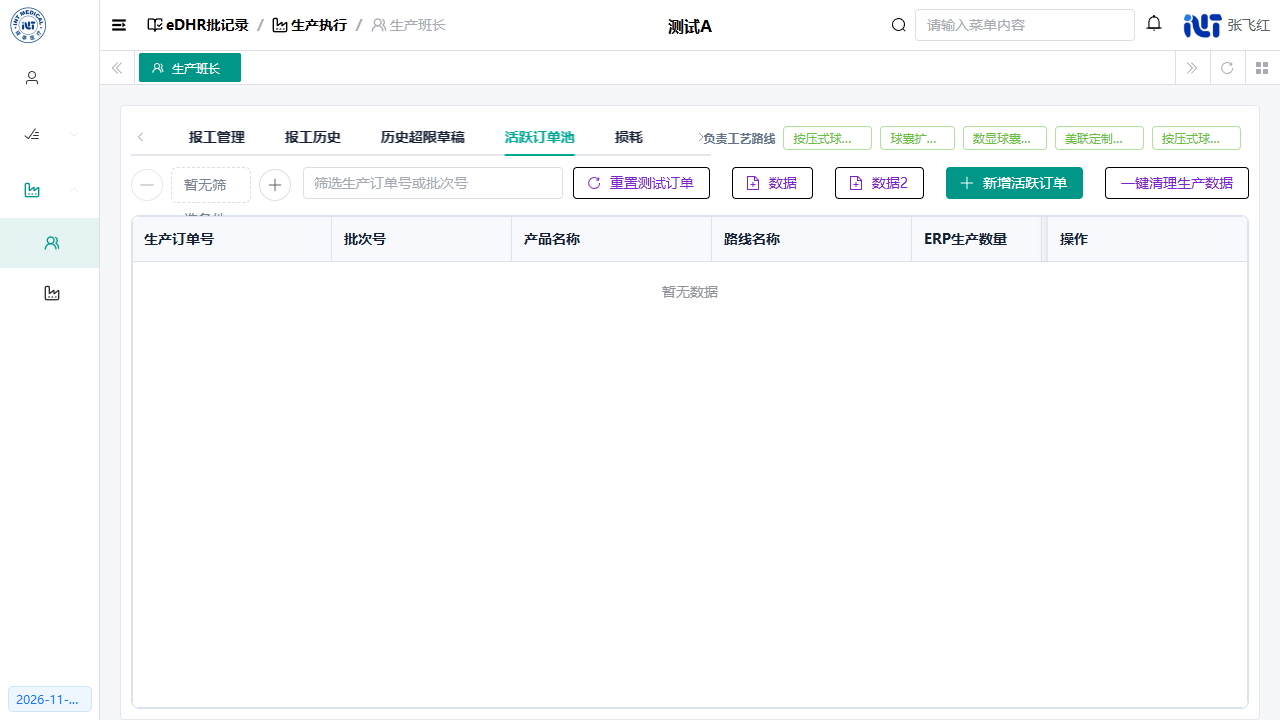 eDHR批记录 / 生产执行 / 生产班长
测试A
请输入菜单内容
张飞红
生产班长
报工管理
报工历史
历史超限草稿
活跃订单池
损耗
负责工艺路线
按压式球...
球囊扩...
数显球囊...
美联定制...
按压式球...
暂无筛
筛选生产订单号或批次号
重置测试订单
数据
数据2
新增活跃订单
一键清理生产数据
生产订单号
批次号
产品名称
路线名称
ERP生产数量
操作
暂无数据
2026-11-...